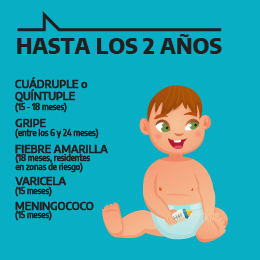 HASTA LOS 2 AÑOS
CUÁDRUPLE o
QUÍNTUPLE
(15 - 18 meses)
GRIPE
(entre los 6 y 24 meses)
FIEBRE AMARILLA
(18 meses, residentes
en zonas de riesgo)
VARICELA
(15 meses)
MENINGOCOCO
(15 meses)